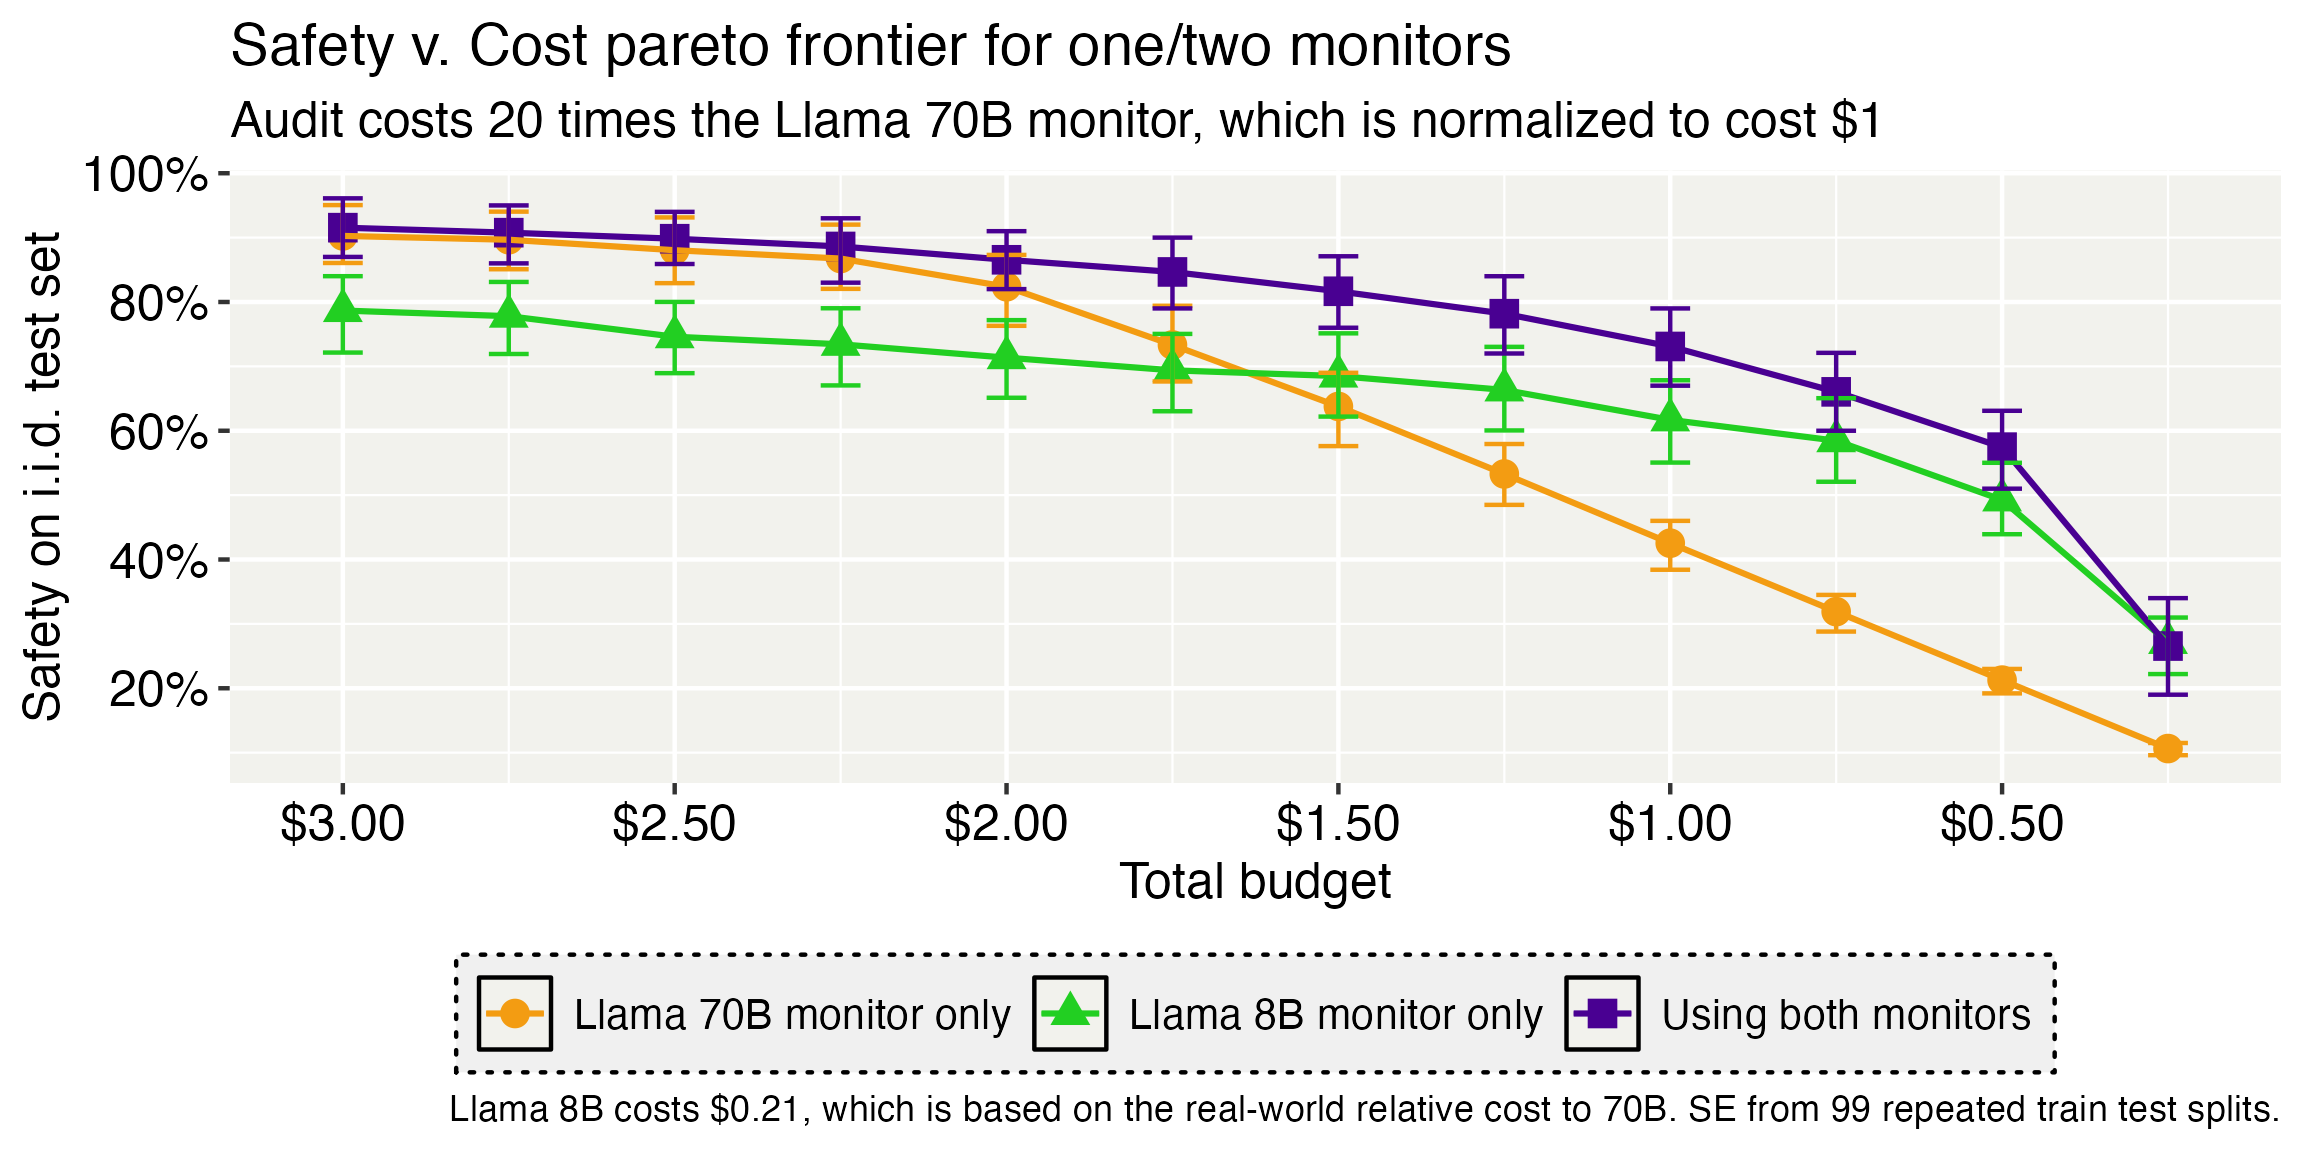 Safety v. Cost pareto frontier for one/two monitors
Audit costs 20 times the Llama 70B monitor, which is normalized to cost $1
Safety on i.i.d. test set
100%
80%
60%
40%
20%
$3.00 $2.50 $2.00 $1.50 $1.00 $0.50
Total budget
Llama 70B monitor only Llama 8B monitor only Using both monitors
Llama 8B costs $0.21, which is based on the real-world relative cost to 70B. SE from 99 repeated train test splits.